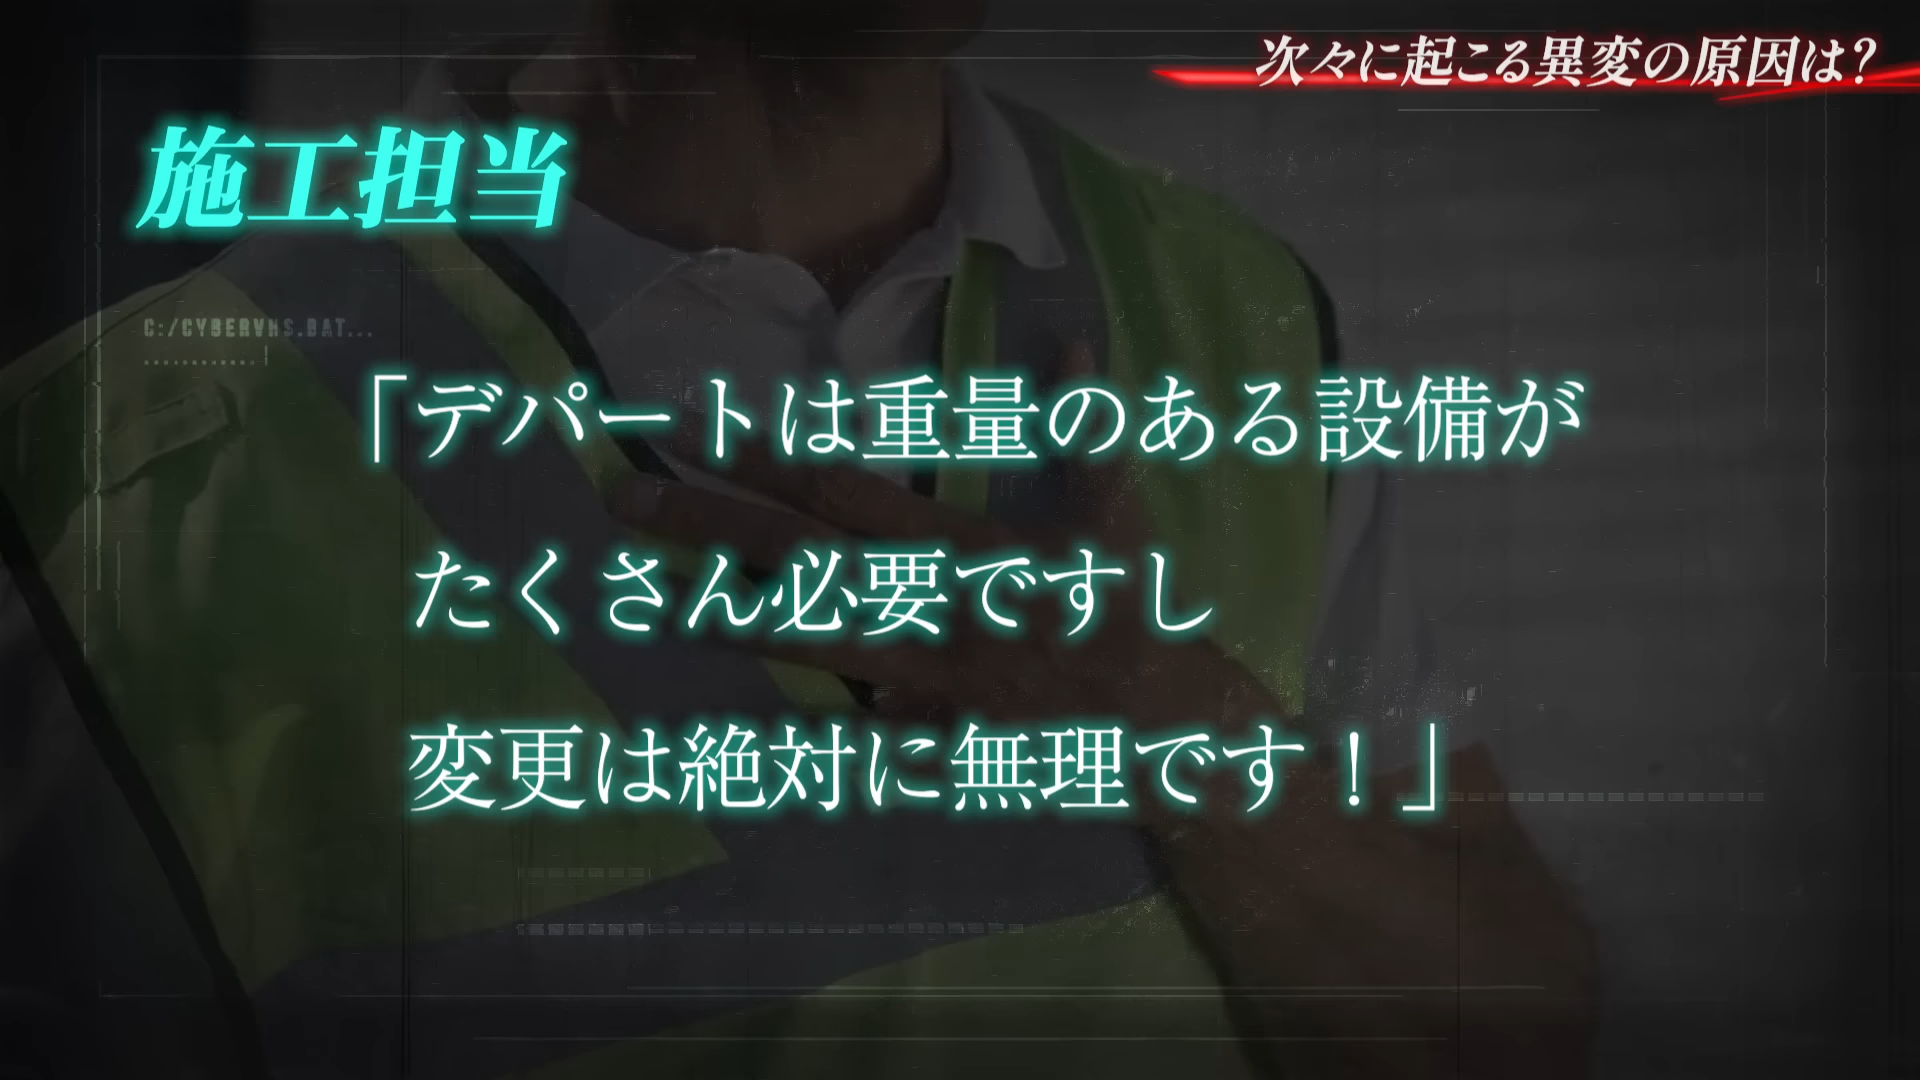 次々に起こる異変の原因は？
施工担当
C:/CYBERVHS.DAT...
「デパートは重量のある設備が
たくさん必要ですし
変更は絶対に無理です！」